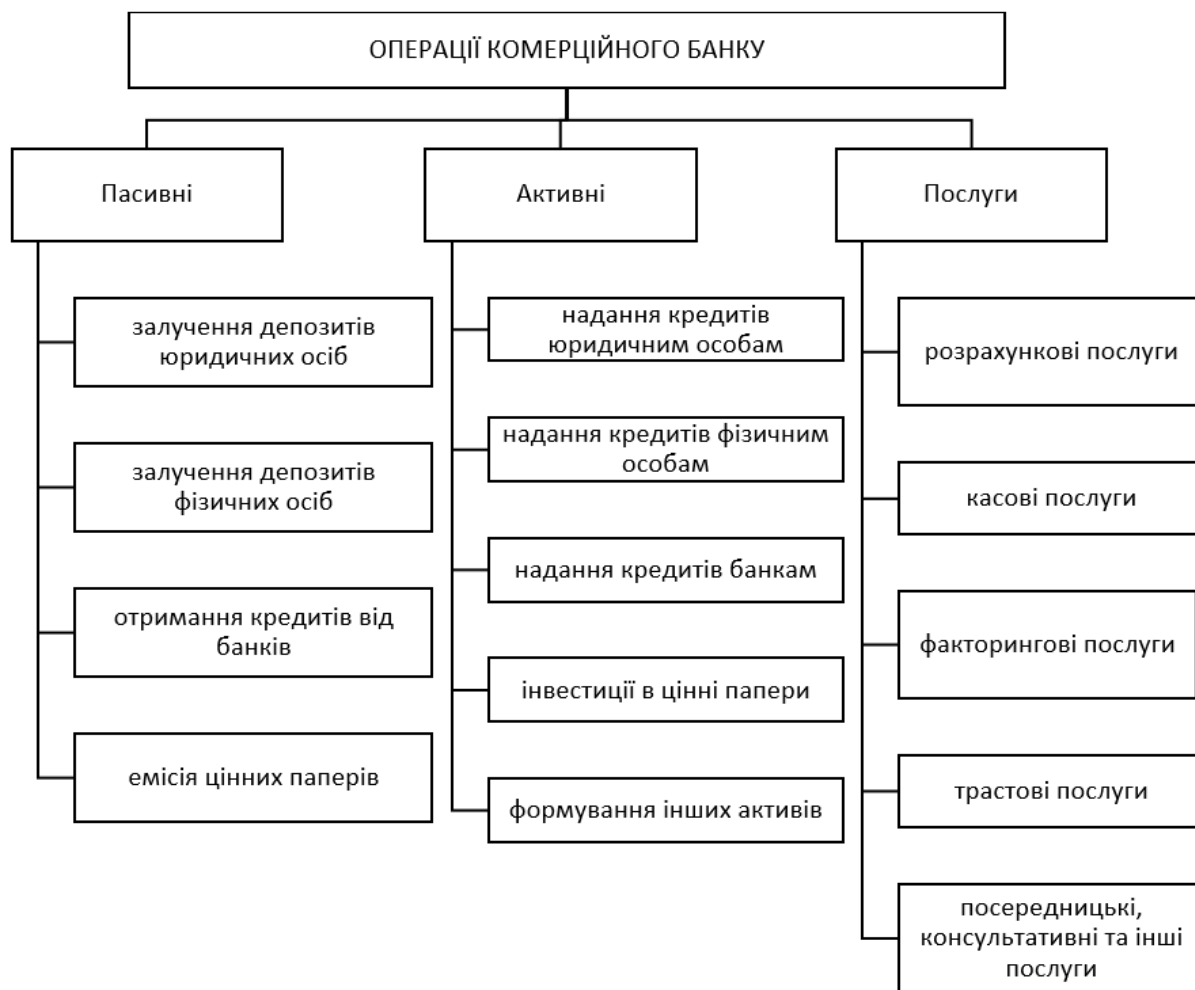 ОПЕРАЦІЇ КОМЕРЦІЙНОГО БАНКУ
Пасивні
залучення депозитів
юридичних осіб
залучення депозитів
фізичних осіб
отримання кредитів від
банків
емісія цінних паперів
Активні
надання кредитів
юридичним особам
надання кредитів фізичним
особам
надання кредитів банкам
інвестиції в цінні папери
формування інших активів
Послуги
розрахункові послуги
касові послуги
факторингові послуги
трастові послуги
посередницькі,
консультативні та інші
послуги